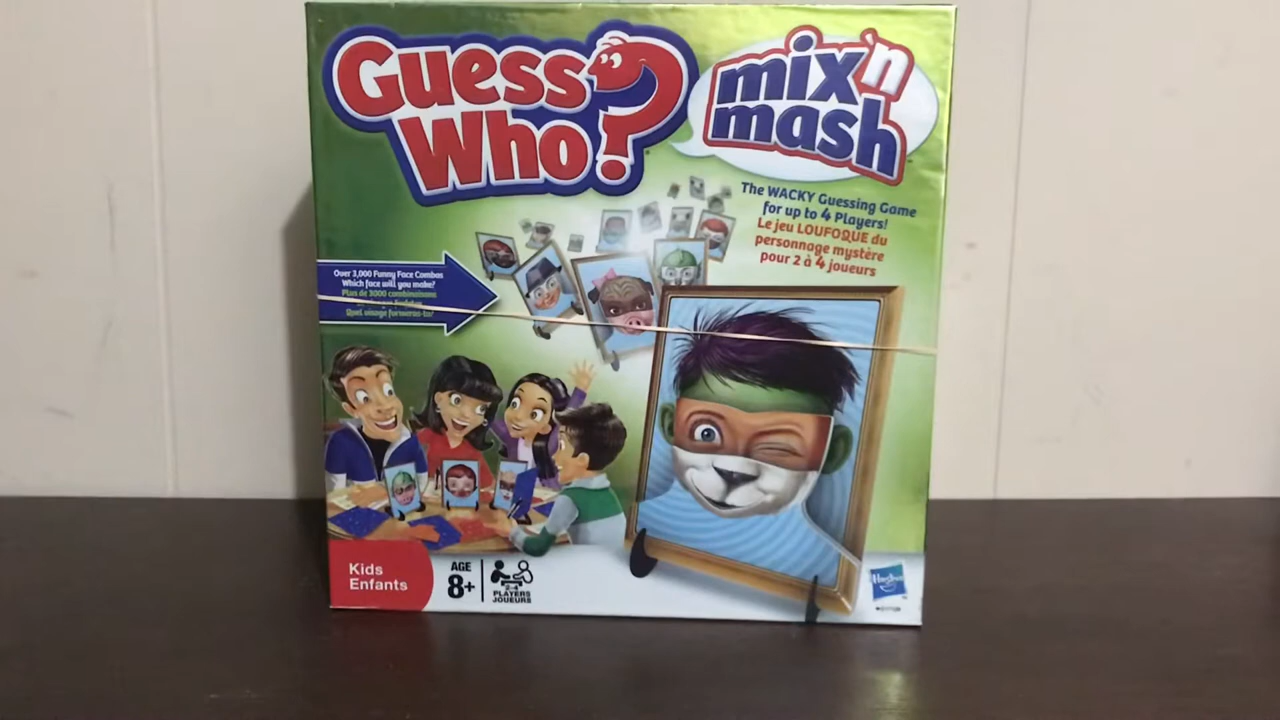 Guess
Who?
mix'n
mash
The WACKY Guessing Game
for up to 4 Players!
Le jeu LOUFOQUE du
personnage mystère
pour 2 à 4 joueurs
Over 3,000 Funny Face Combos
Which face will you make?
Plus de 3000 combinaisons
Quel visage formeras-tu?
Kids
Enfants
AGE
8+
2-4
PLAYERS
JOUEURS
Hasbro